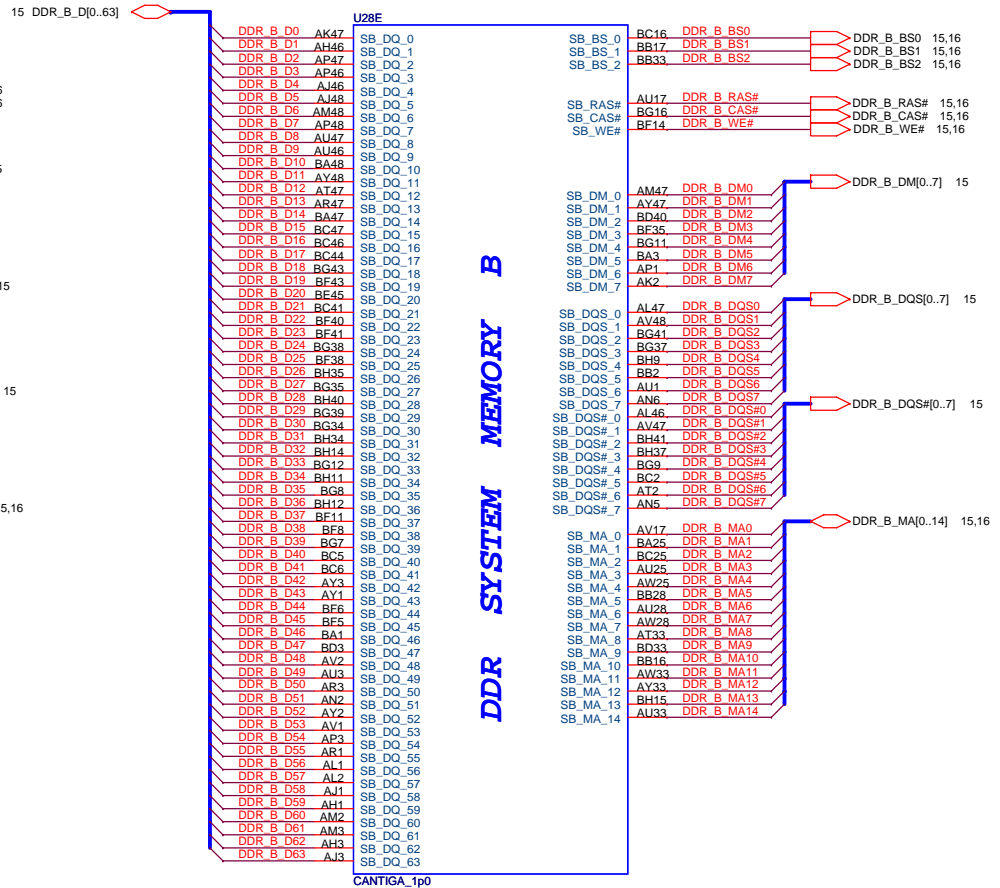 15 DDR_B_D[0..63]
U28E
DDR_B_D0 AK47 SB_DQ_0
DDR_B_D1 AH46 SB_DQ_1
DDR_B_D2 AP47 SB_DQ_2
DDR_B_D3 AP46 SB_DQ_3
DDR_B_D4 AJ46 SB_DQ_4
DDR_B_D5 AJ48 SB_DQ_5
DDR_B_D6 AM48 SB_DQ_6
DDR_B_D7 AP48 SB_DQ_7
DDR_B_D8 AU47 SB_DQ_8
DDR_B_D9 AU46 SB_DQ_9
DDR_B_D10 BA48 SB_DQ_10
DDR_B_D11 AY48 SB_DQ_11
DDR_B_D12 AT47 SB_DQ_12
DDR_B_D13 AR47 SB_DQ_13
DDR_B_D14 BA47 SB_DQ_14
DDR_B_D15 BC47 SB_DQ_15
DDR_B_D16 BC46 SB_DQ_16
DDR_B_D17 BC44 SB_DQ_17
DDR_B_D18 BG43 SB_DQ_18
DDR_B_D19 BF43 SB_DQ_19
DDR_B_D20 BE45 SB_DQ_20
DDR_B_D21 BC41 SB_DQ_21
DDR_B_D22 BF40 SB_DQ_22
DDR_B_D23 BF41 SB_DQ_23
DDR_B_D24 BG38 SB_DQ_24
DDR_B_D25 BF38 SB_DQ_25
DDR_B_D26 BH35 SB_DQ_26
DDR_B_D27 BG35 SB_DQ_27
DDR_B_D28 BH40 SB_DQ_28
DDR_B_D29 BG39 SB_DQ_29
DDR_B_D30 BG34 SB_DQ_30
DDR_B_D31 BH34 SB_DQ_31
DDR_B_D32 BH14 SB_DQ_32
DDR_B_D33 BG12 SB_DQ_33
DDR_B_D34 BH11 SB_DQ_34
DDR_B_D35 BG8 SB_DQ_35
DDR_B_D36 BH12 SB_DQ_36
DDR_B_D37 BF11 SB_DQ_37
DDR_B_D38 BF8 SB_DQ_38
DDR_B_D39 BG7 SB_DQ_39
DDR_B_D40 BC5 SB_DQ_40
DDR_B_D41 BC6 SB_DQ_41
DDR_B_D42 AY3 SB_DQ_42
DDR_B_D43 AY1 SB_DQ_43
DDR_B_D44 BF6 SB_DQ_44
DDR_B_D45 BF5 SB_DQ_45
DDR_B_D46 BA1 SB_DQ_46
DDR_B_D47 BD3 SB_DQ_47
DDR_B_D48 AV2 SB_DQ_48
DDR_B_D49 AU3 SB_DQ_49
DDR_B_D50 AR3 SB_DQ_50
DDR_B_D51 AN2 SB_DQ_51
DDR_B_D52 AY2 SB_DQ_52
DDR_B_D53 AV1 SB_DQ_53
DDR_B_D54 AP3 SB_DQ_54
DDR_B_D55 AR1 SB_DQ_55
DDR_B_D56 AL1 SB_DQ_56
DDR_B_D57 AL2 SB_DQ_57
DDR_B_D58 AJ1 SB_DQ_58
DDR_B_D59 AH1 SB_DQ_59
DDR_B_D60 AM2 SB_DQ_60
DDR_B_D61 AM3 SB_DQ_61
DDR_B_D62 AH3 SB_DQ_62
DDR_B_D63 AJ3 SB_DQ_63
DDR SYSTEM MEMORY B
SB_BS_0 BC16 DDR_B_BS0 DDR_B_BS0 15,16
SB_BS_1 BB17 DDR_B_BS1 DDR_B_BS1 15,16
SB_BS_2 BB33 DDR_B_BS2 DDR_B_BS2 15,16
SB_RAS# AU17 DDR_B_RAS# DDR_B_RAS# 15,16
SB_CAS# BG16 DDR_B_CAS# DDR_B_CAS# 15,16
SB_WE# BF14 DDR_B_WE# DDR_B_WE# 15,16
SB_DM_0 AM47 DDR_B_DM0 DDR_B_DM[0..7] 15
SB_DM_1 AY47 DDR_B_DM1
SB_DM_2 BD40 DDR_B_DM2
SB_DM_3 BF35 DDR_B_DM3
SB_DM_4 BG11 DDR_B_DM4
SB_DM_5 BA3 DDR_B_DM5
SB_DM_6 AP1 DDR_B_DM6
SB_DM_7 AK2 DDR_B_DM7
SB_DQS_0 AL47 DDR_B_DQS0 DDR_B_DQS[0..7] 15
SB_DQS_1 AV48 DDR_B_DQS1
SB_DQS_2 BG41 DDR_B_DQS2
SB_DQS_3 BG37 DDR_B_DQS3
SB_DQS_4 BH9 DDR_B_DQS4
SB_DQS_5 BB2 DDR_B_DQS5
SB_DQS_6 AU1 DDR_B_DQS6
SB_DQS_7 AN6 DDR_B_DQS7
SB_DQS#_0 AL46 DDR_B_DQS#0 DDR_B_DQS#[0..7] 15
SB_DQS#_1 AV47 DDR_B_DQS#1
SB_DQS#_2 BH41 DDR_B_DQS#2
SB_DQS#_3 BH37 DDR_B_DQS#3
SB_DQS#_4 BG9 DDR_B_DQS#4
SB_DQS#_5 BC2 DDR_B_DQS#5
SB_DQS#_6 AT2 DDR_B_DQS#6
SB_DQS#_7 AN5 DDR_B_DQS#7
SB_MA_0 AV17 DDR_B_MA0 DDR_B_MA[0..14] 15,16
SB_MA_1 BA25 DDR_B_MA1
SB_MA_2 BC25 DDR_B_MA2
SB_MA_3 AU25 DDR_B_MA3
SB_MA_4 AW25 DDR_B_MA4
SB_MA_5 BB28 DDR_B_MA5
SB_MA_6 AU28 DDR_B_MA6
SB_MA_7 AW28 DDR_B_MA7
SB_MA_8 AT33 DDR_B_MA8
SB_MA_9 BD33 DDR_B_MA9
SB_MA_10 BB16 DDR_B_MA10
SB_MA_11 AW33 DDR_B_MA11
SB_MA_12 AY33 DDR_B_MA12
SB_MA_13 BH15 DDR_B_MA13
SB_MA_14 AU33 DDR_B_MA14
CANTIGA_1p0
15
15
5,16